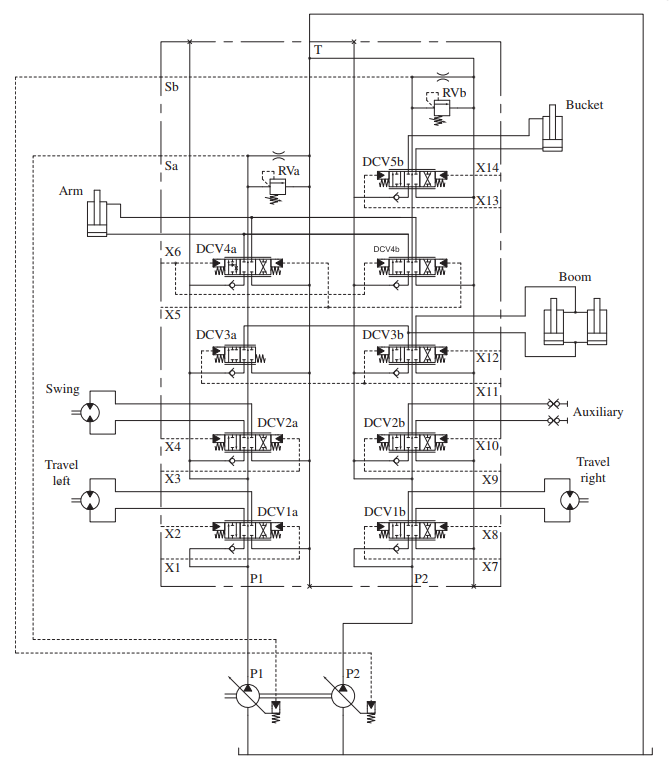 T
Sb
RVb
Bucket
DCV5b
X14
Sa
RVa
X13
Arm
X6
DCV4a
DCV4b
Boom
X5
DCV3a
DCV3b
X12
X11
Swing
DCV2a
DCV2b
Auxiliary
X4
X10
X3
X9
Travel
left
Travel
right
DCV1a
DCV1b
X2
X8
X1
X7
P1
P2
P1
P2